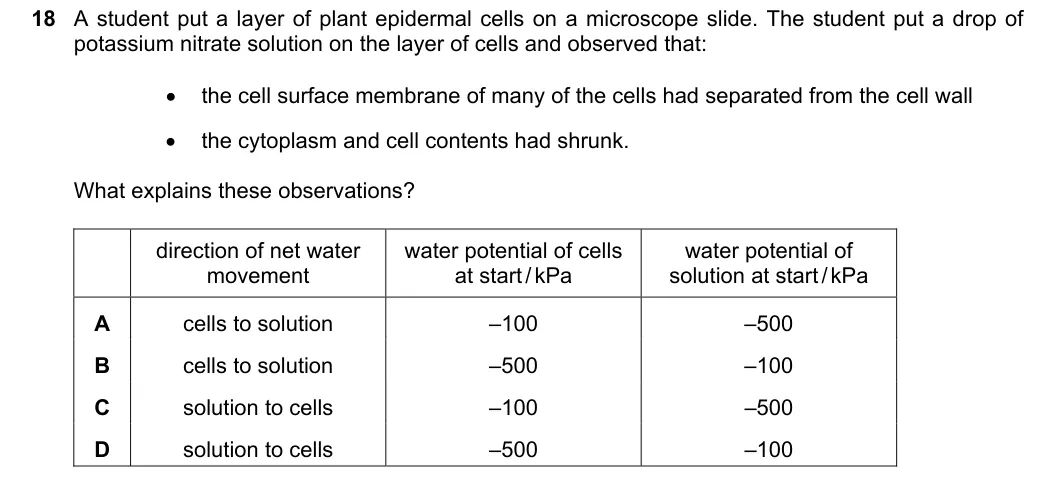 18 A student put a layer of plant epidermal cells on a microscope slide. The student put a drop of
potassium nitrate solution on the layer of cells and observed that:
• the cell surface membrane of many of the cells had separated from the cell wall
• the cytoplasm and cell contents had shrunk.
What explains these observations?
direction of net water movement water potential of cells at start / kPa water potential of solution at start / kPa
A cells to solution –100 –500
B cells to solution –500 –100
C solution to cells –100 –500
D solution to cells –500 –100